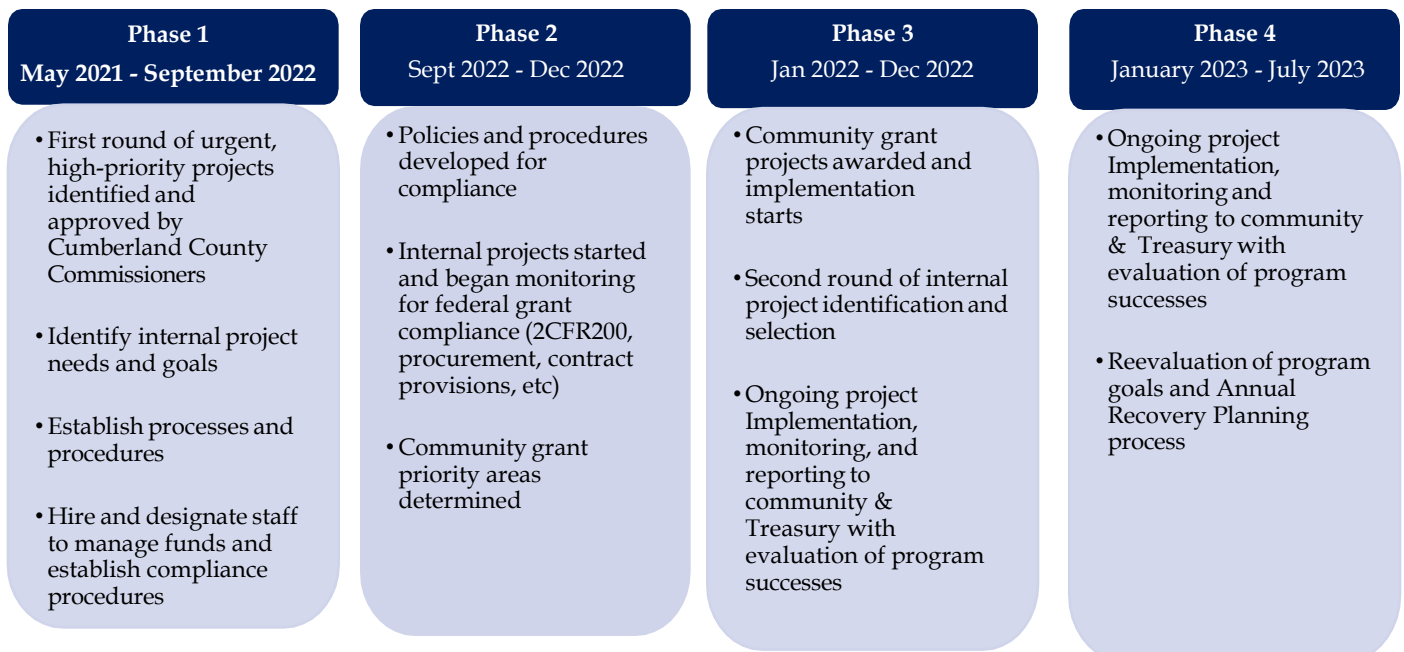 Phase 1
May 2021 - September 2022
• First round of urgent,
high-priority projects
identified and
approved by
Cumberland County
Commissioners
• Identify internal project
needs and goals
• Establish processes and
procedures
• Hire and designate staff
to manage funds and
establish compliance
procedures
Phase 2
Sept 2022 - Dec 2022
• Policies and procedures
developed for
compliance
• Internal projects started
and began monitoring
for federal grant
compliance (2CFR200,
procurement, contract
provisions, etc)
• Community grant
priority areas
determined
Phase 3
Jan 2022 - Dec 2022
• Community grant
projects awarded and
implementation
starts
• Second round of internal
project identification and
selection
• Ongoing project
Implementation,
monitoring, and
reporting to
community &
Treasury with
evaluation of program
successes
Phase 4
January 2023 - July 2023
• Ongoing project
Implementation,
monitoring and
reporting to community
& Treasury with
evaluation of program
successes
• Reevaluation of program
goals and Annual
Recovery Planning
process